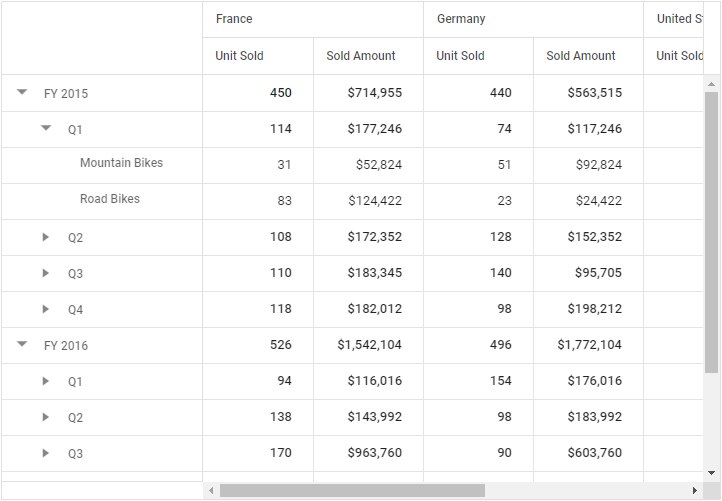 France Germany United S
Unit Sold Sold Amount Unit Sold Sold Amount Unit Sold
FY 2015 450 $714,955 440 $563,515
Q1 114 $177,246 74 $117,246
Mountain Bikes 31 $52,824 51 $92,824
Road Bikes 83 $124,422 23 $24,422
Q2 108 $172,352 128 $152,352
Q3 110 $183,345 140 $95,705
Q4 118 $182,012 98 $198,212
FY 2016 526 $1,542,104 496 $1,772,104
Q1 94 $116,016 154 $176,016
Q2 138 $143,992 98 $183,992
Q3 170 $963,760 90 $603,760